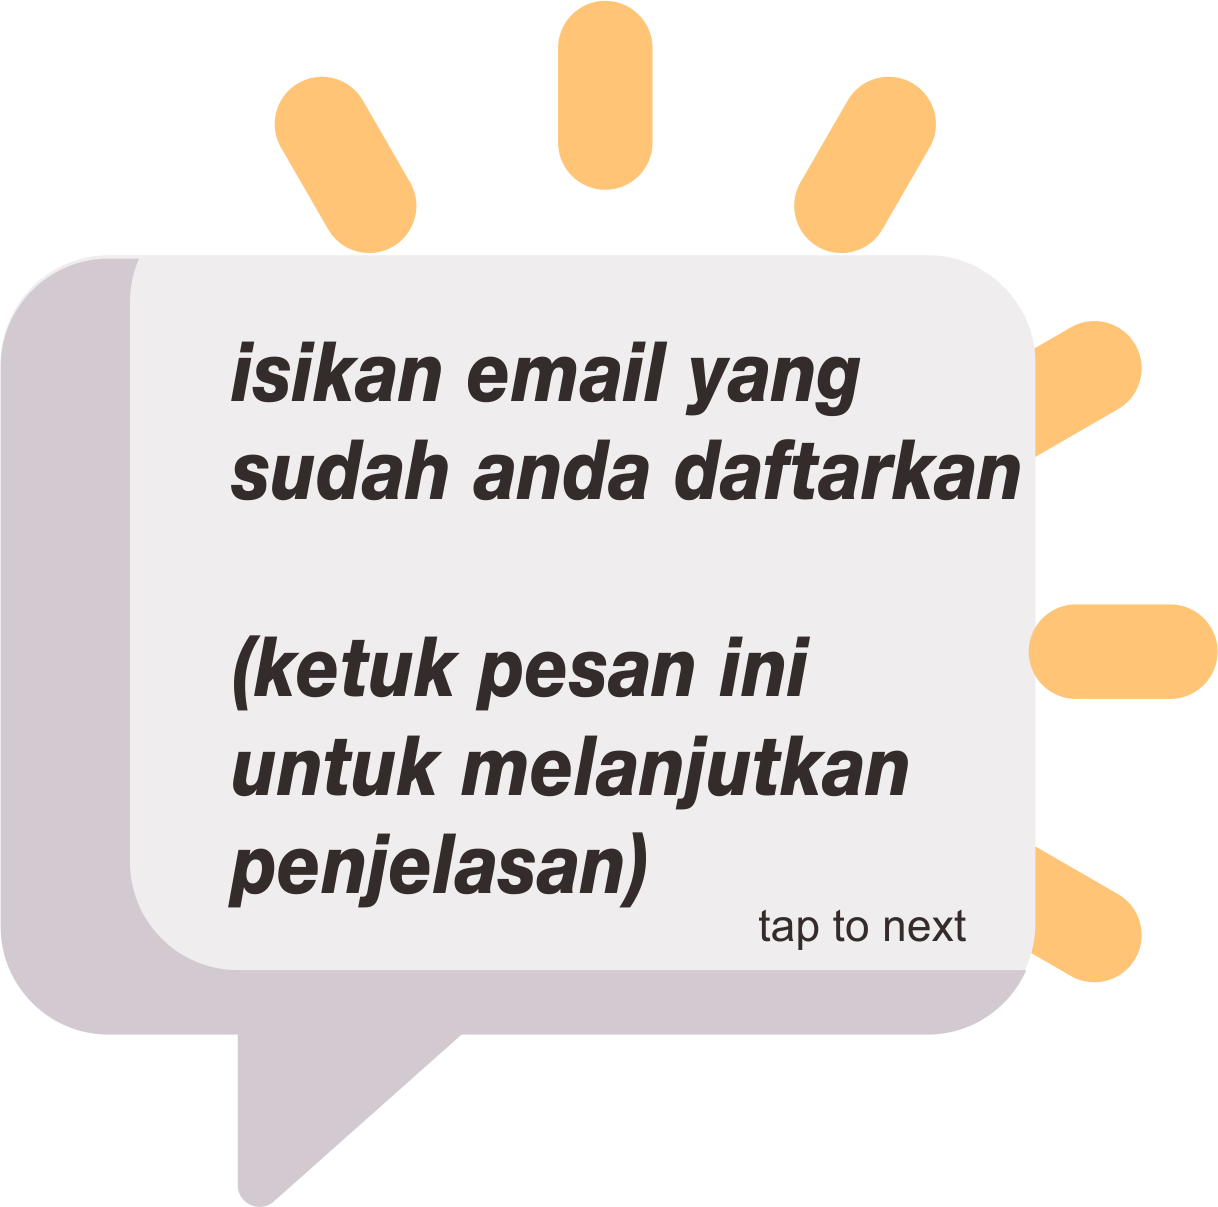 isikan email yang
sudah anda daftarkan
(ketuk pesan ini
untuk melanjutkan
penjelasan)
tap to next